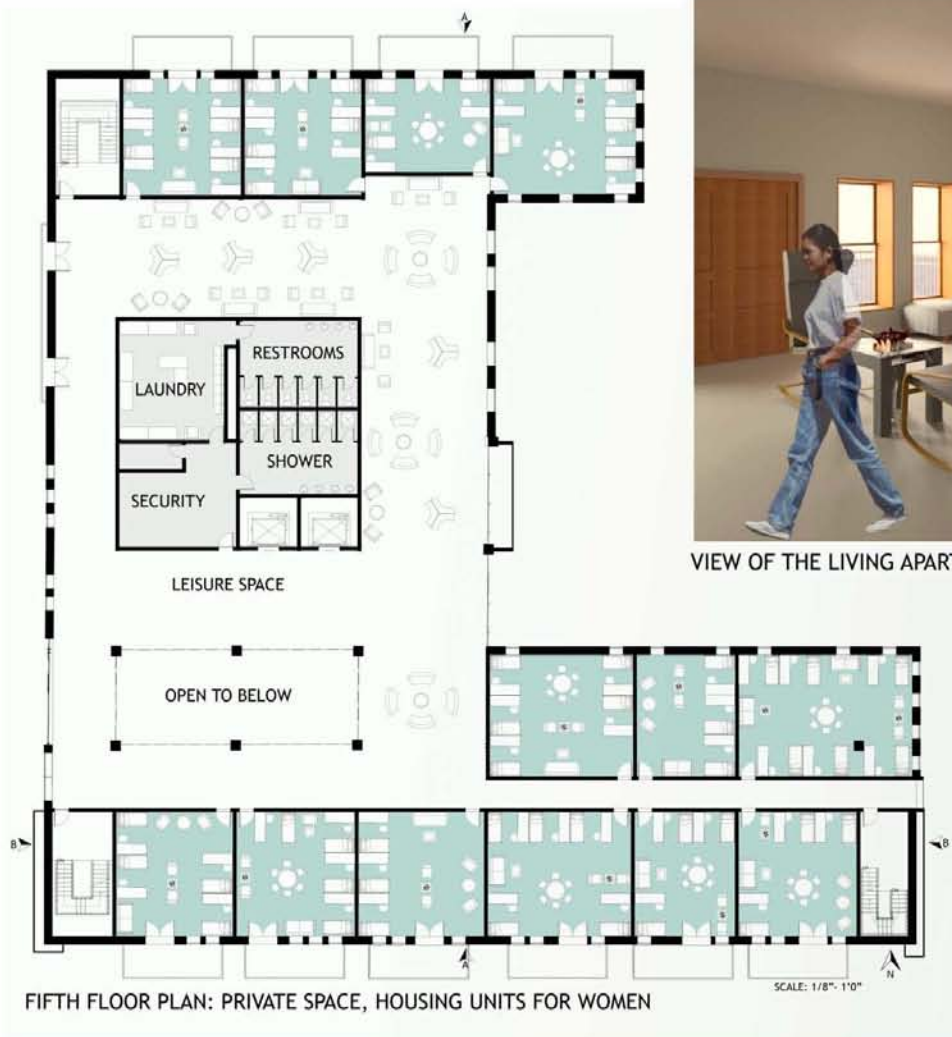 A
RESTROOMS
LAUNDRY
SHOWER
SECURITY
VIEW OF THE LIVING APART
LEISURE SPACE
OPEN TO BELOW
B
B
A
N
SCALE: 1/8"- 1'0"
FIFTH FLOOR PLAN: PRIVATE SPACE, HOUSING UNITS FOR WOMEN